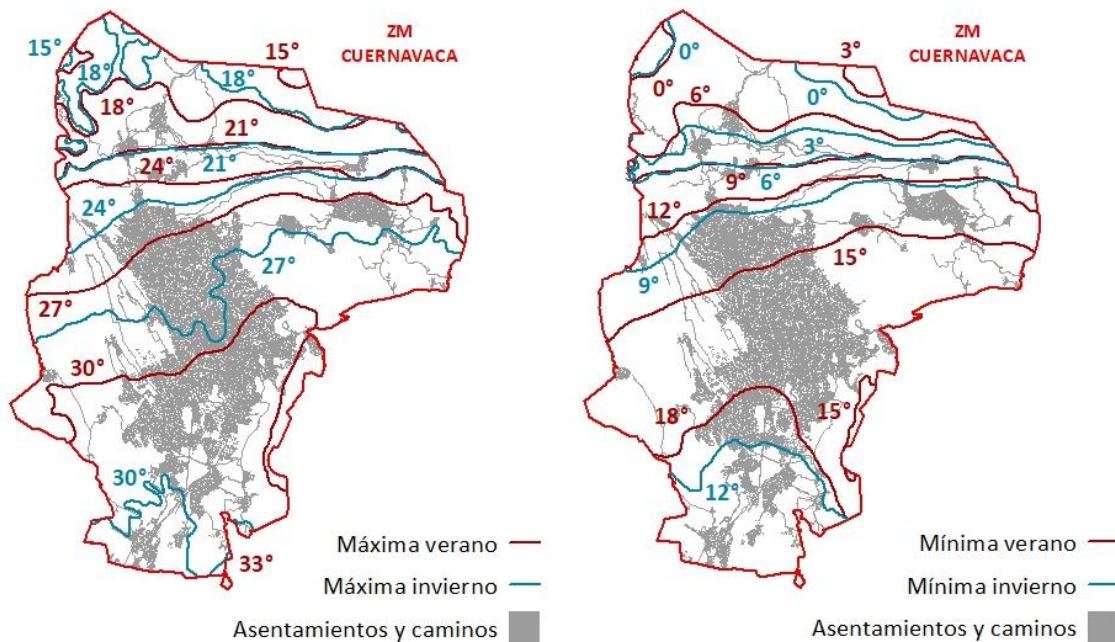 ZM
CUERNAVACA
15°
18°
15°
18°
18°
21°
21°
24°
24°
27°
27°
30°
30°
33°
Máxima verano
Máxima invierno
Asentamientos y caminos
ZM
CUERNAVACA
0°
3°
0°
6°
0°
3°
9°
6°
12°
15°
9°
18°
15°
12°
Mínima verano
Mínima invierno
Asentamientos y caminos